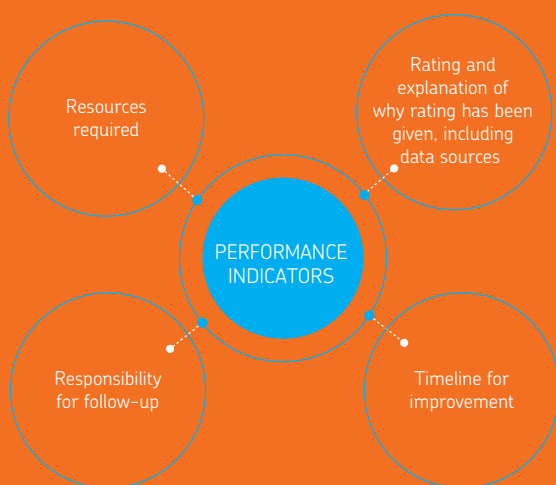 Resources
required
Rating and
explanation of
why rating has been
given, including
data sources
PERFORMANCE
INDICATORS
Responsibility
for follow-up
Timeline for
improvement